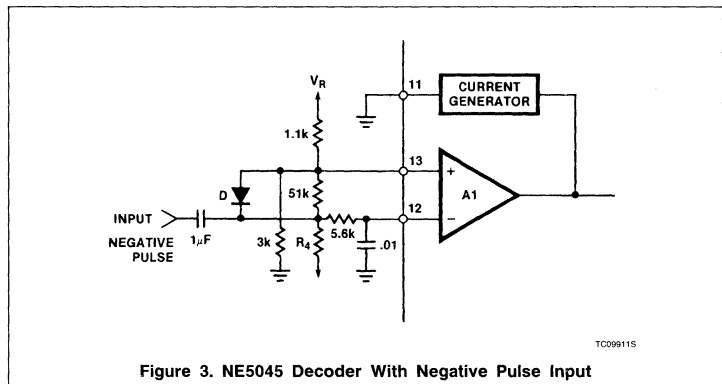 V_R
11
CURRENT
GENERATOR
1.1k
13
+
D
51k
A1
INPUT
12
−
5.6k
1μF
NEGATIVE
PULSE
3k
R4
.01
TC09911S
Figure 3. NE5045 Decoder With Negative Pulse Input